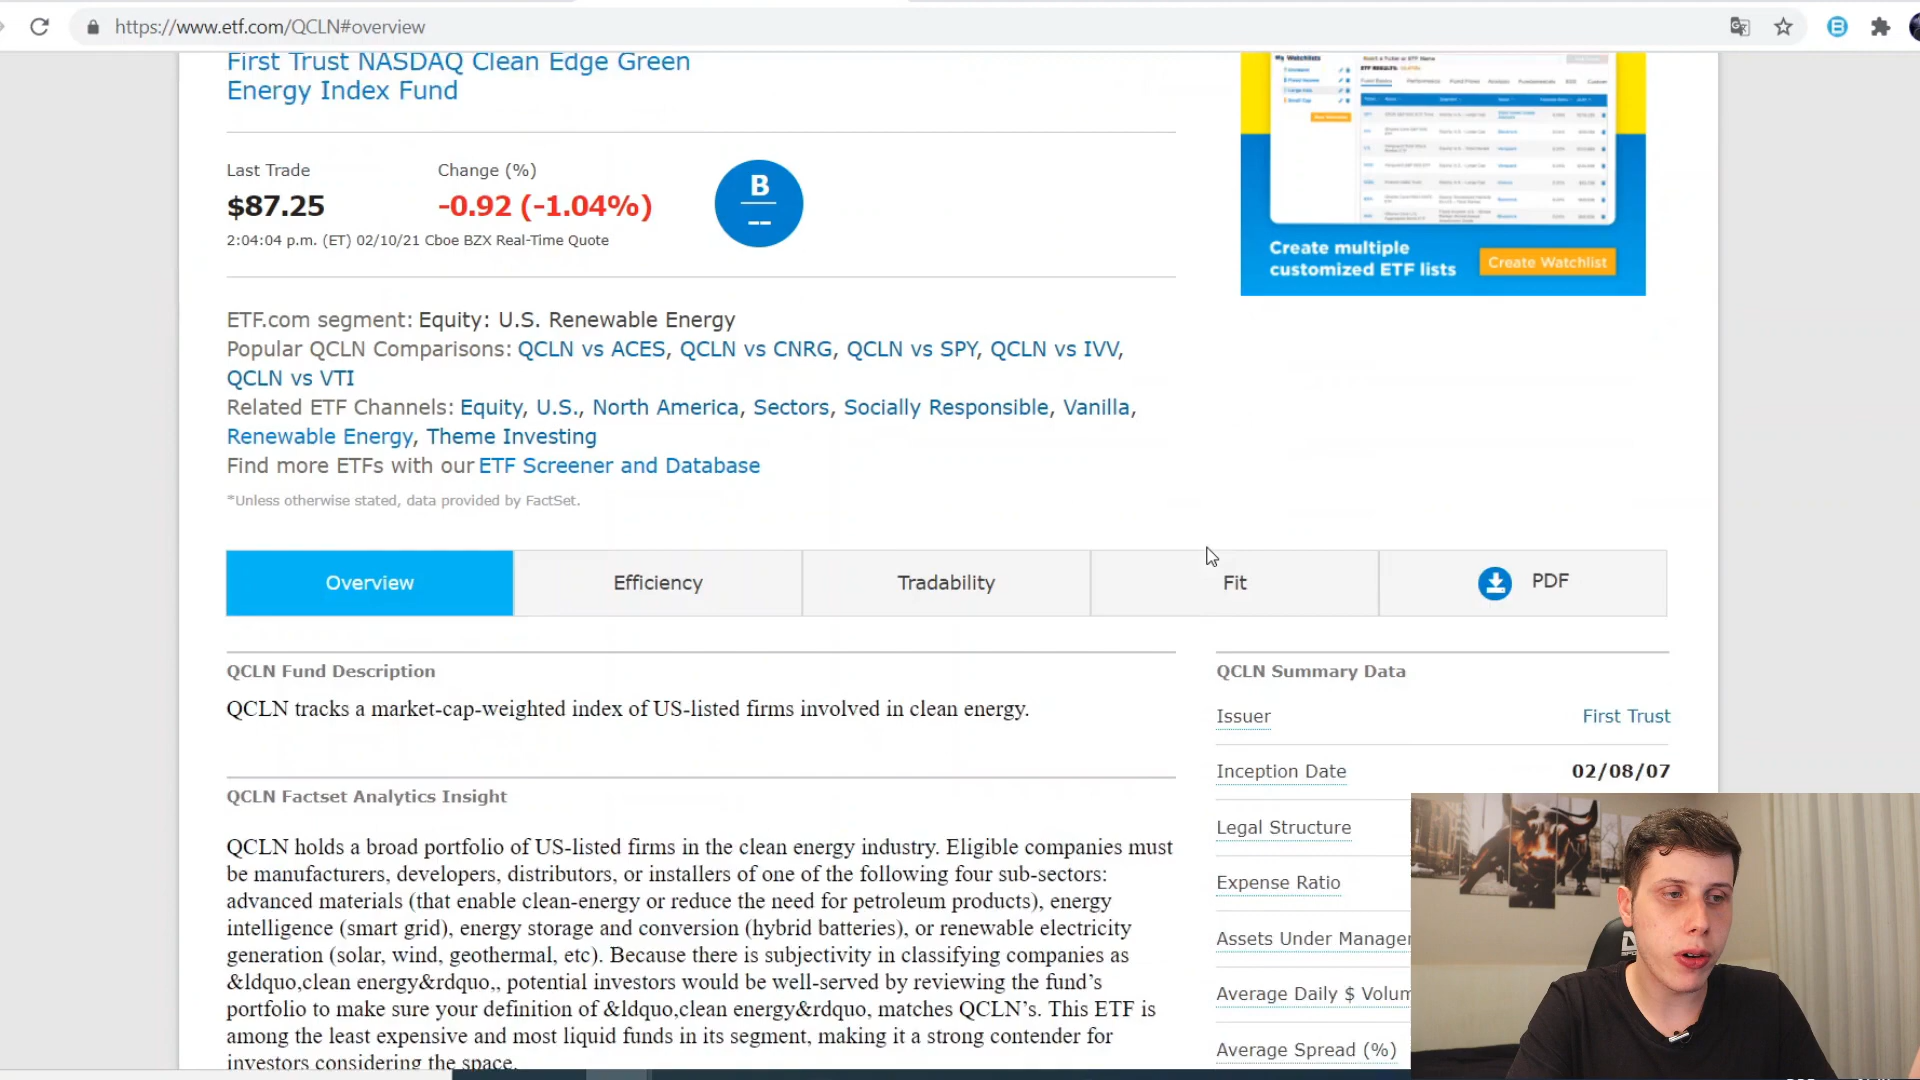 https://www.etf.com/QCLN#overview
First Trust NASDAQ Clean Edge Green
Energy Index Fund
Last Trade
Change (%)
$87.25
-0.92 (-1.04%)
B
--
2:04:04 p.m. (ET) 02/10/21 Cboe BZX Real-Time Quote
My Watchlists
Create multiple
customized ETF lists
Create Watchlist
ETF.com segment: Equity: U.S. Renewable Energy
Popular QCLN Comparisons: QCLN vs ACES, QCLN vs CNRG, QCLN vs SPY, QCLN vs IVV,
QCLN vs VTI
Related ETF Channels: Equity, U.S., North America, Sectors, Socially Responsible, Vanilla,
Renewable Energy, Theme Investing
Find more ETFs with our ETF Screener and Database
*Unless otherwise stated, data provided by FactSet.
Overview
Efficiency
Tradability
Fit
PDF
QCLN Fund Description
QCLN tracks a market-cap-weighted index of US-listed firms involved in clean energy.
QCLN Factset Analytics Insight
QCLN holds a broad portfolio of US-listed firms in the clean energy industry. Eligible companies must
be manufacturers, developers, distributors, or installers of one of the following four sub-sectors:
advanced materials (that enable clean-energy or reduce the need for petroleum products), energy
intelligence (smart grid), energy storage and conversion (hybrid batteries), or renewable electricity
generation (solar, wind, geothermal, etc). Because there is subjectivity in classifying companies as
&ldquo,clean energy&rdquo,, potential investors would be well-served by reviewing the fund’s
portfolio to make sure your definition of &ldquo,clean energy&rdquo, matches QCLN’s. This ETF is
among the least expensive and most liquid funds in its segment, making it a strong contender for
investors considering the space.
QCLN Summary Data
Issuer
First Trust
Inception Date
02/08/07
Legal Structure
Expense Ratio
Assets Under Manager
Average Daily $ Volum
Average Spread (%)